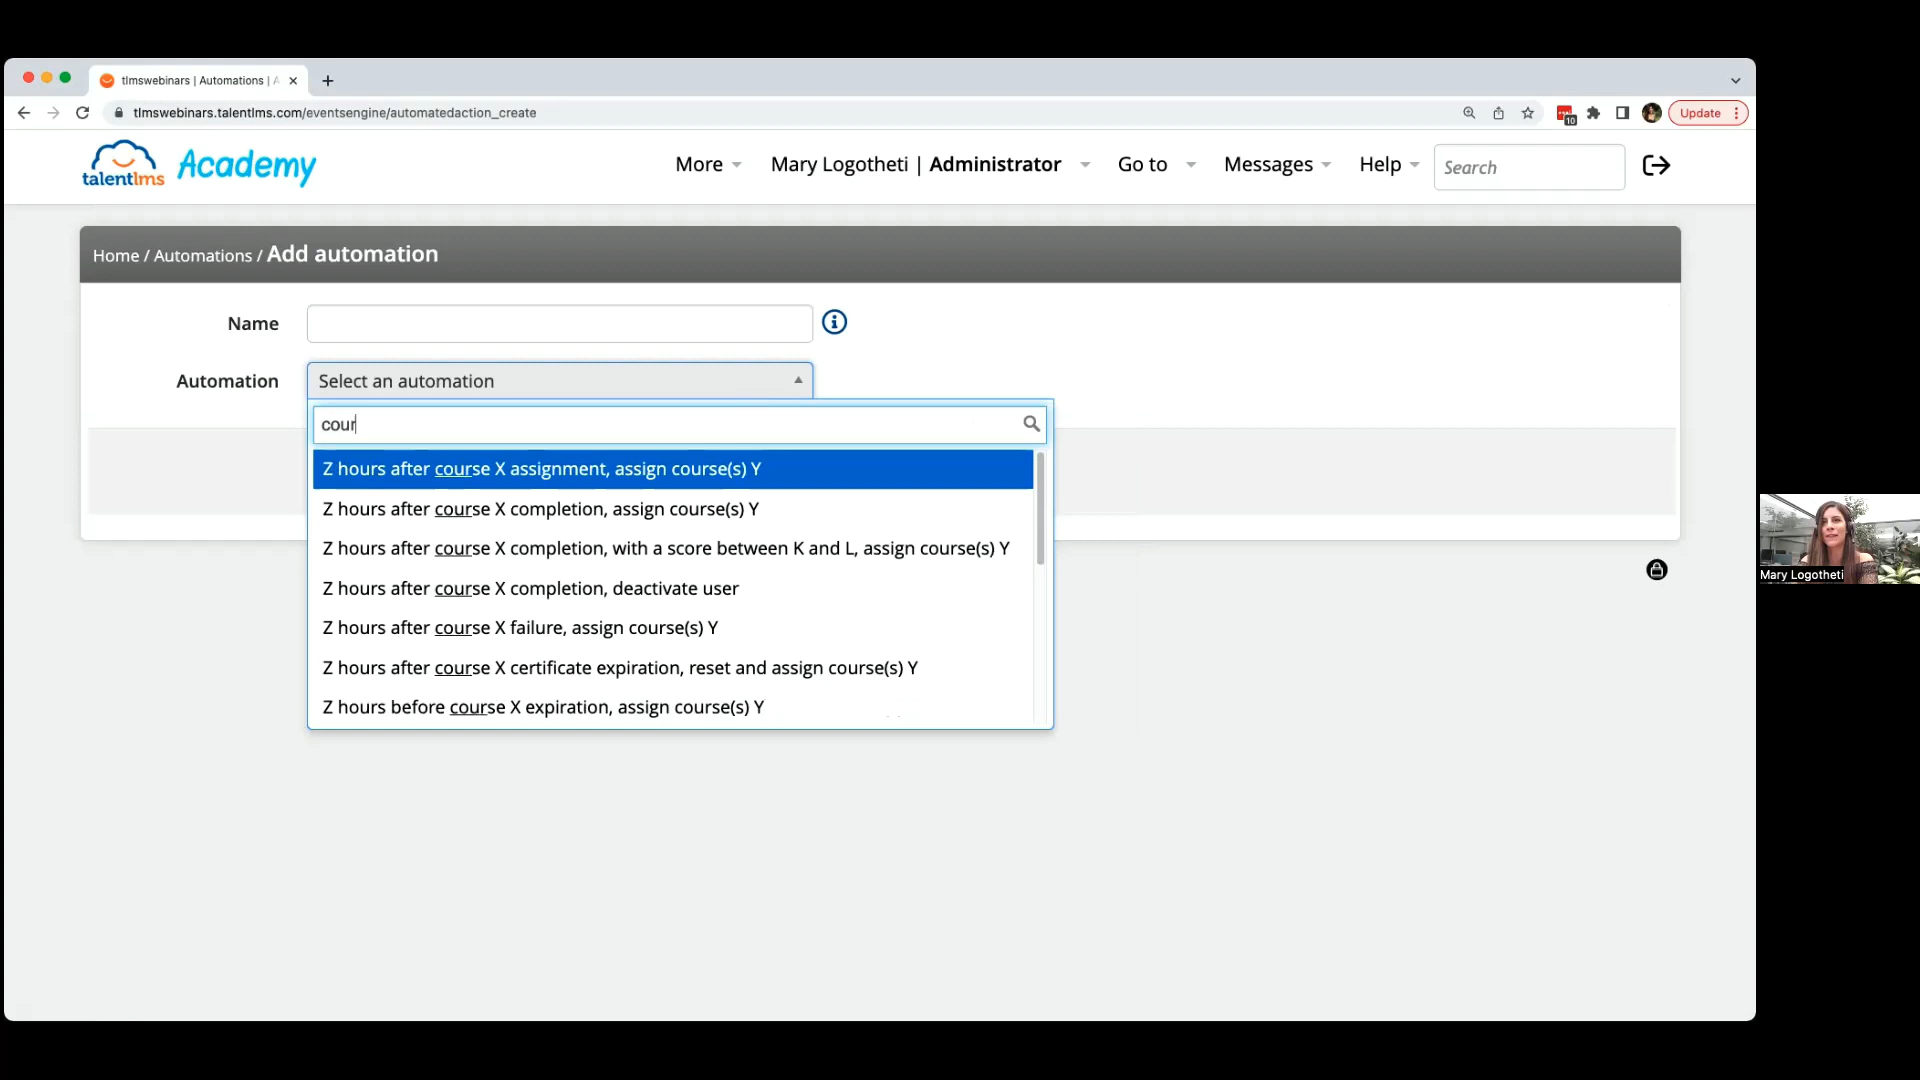 tlmswebinars | Automations | A
tlmswebinars.talentlms.com/eventsengine/automatedaction_create
10
Update
talentlms Academy
More
Mary Logotheti | Administrator
Go to
Messages
Help
Search
Home / Automations / Add automation
Name
Automation
Select an automation
cour
Z hours after course X assignment, assign course(s) Y
Z hours after course X completion, assign course(s) Y
Z hours after course X completion, with a score between K and L, assign course(s) Y
Z hours after course X completion, deactivate user
Z hours after course X failure, assign course(s) Y
Z hours after course X certificate expiration, reset and assign course(s) Y
Z hours before course X expiration, assign course(s) Y
Mary Logotheti